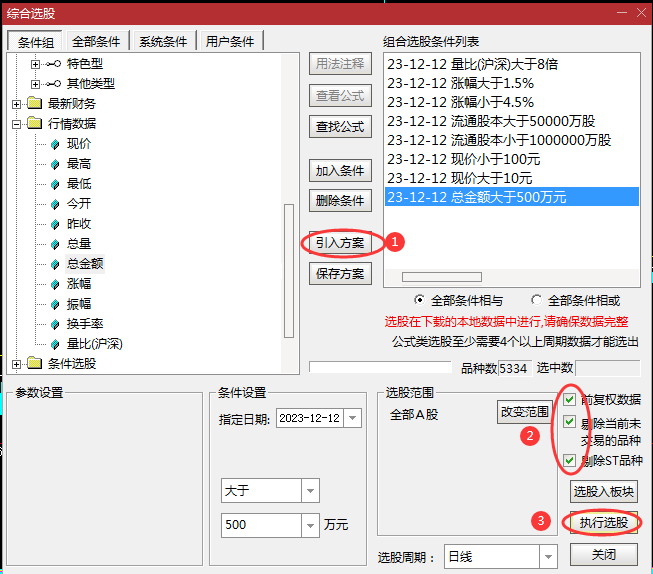 综合选股
条件组 全部条件 系统条件 用户条件
特色型
其他类型
最新财务
行情数据
现价
最高
最低
今开
昨收
总量
总金额
涨幅
振幅
换手率
量比(沪深)
条件选股
用法注释
查看公式
查找公式
加入条件
删除条件
引入方案 1
保存方案
组合选股条件列表
23-12-12 量比(沪深)大于8倍
23-12-12 涨幅大于1.5%
23-12-12 涨幅小于4.5%
23-12-12 流通股本大于50000万股
23-12-12 流通股本小于1000000万股
23-12-12 现价小于100元
23-12-12 现价大于10元
23-12-12 总金额大于500万元
全部条件相与 全部条件相或
选股在下载的本地数据中进行,请确保数据完整
公式类选股至少需要4个以上周期数据才能选出
品种数 5334 选中数
参数设置
条件设置
指定日期: 2023-12-12
大于
500 万元
选股范围
全部A股 改变范围
2
前复权数据
剔除当前未
交易的品种
剔除ST品种
选股入板块
3 执行选股
选股周期: 日线 关闭